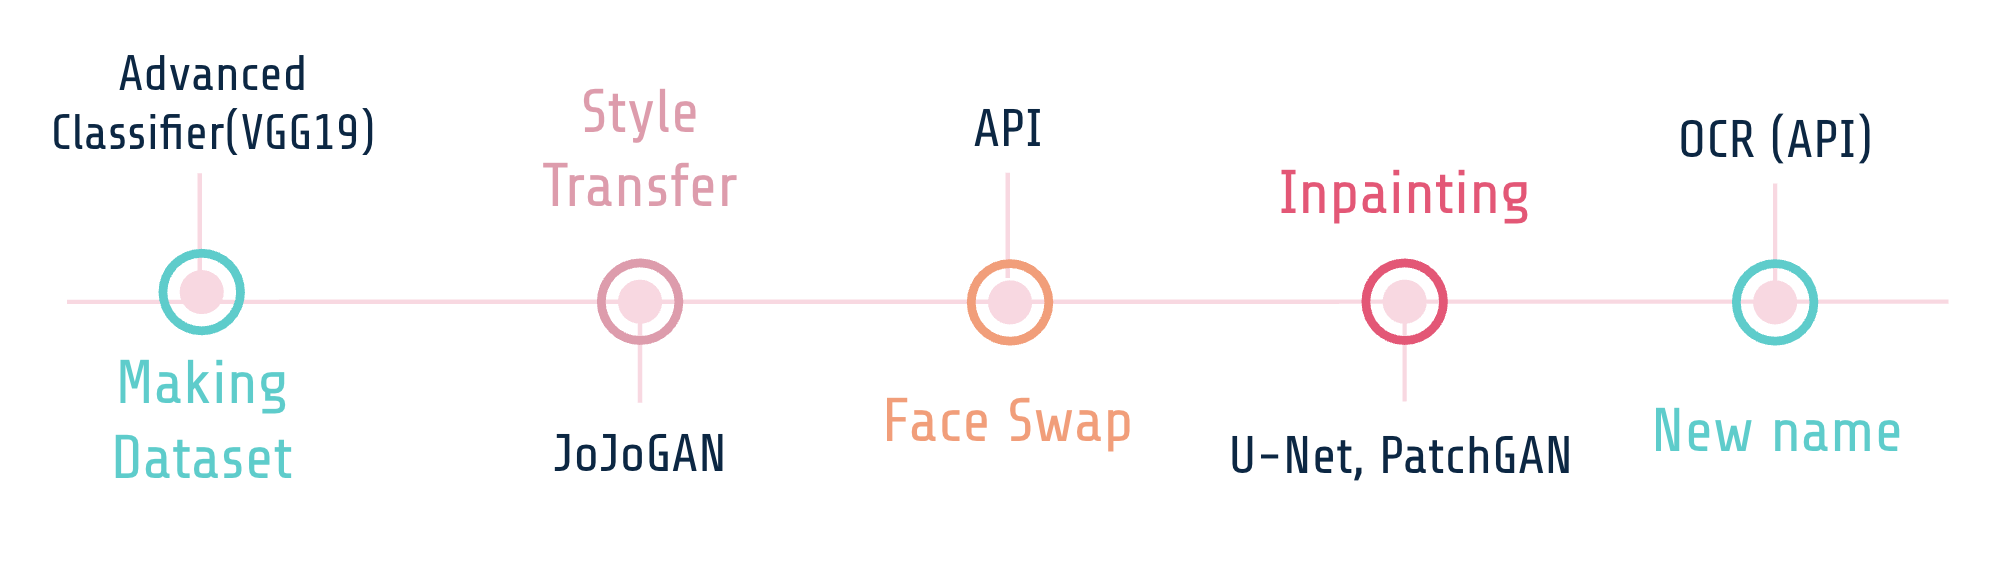 Advanced
Classifier(VGG19)
Making
Dataset
Style
Transfer
JoJoGAN
API
Face Swap
Inpainting
U-Net, PatchGAN
OCR (API)
New name